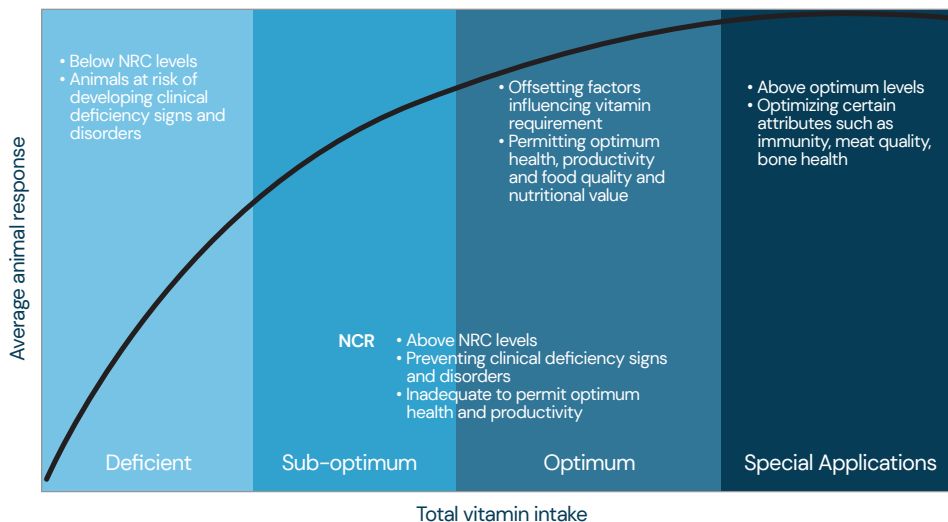 • Below NRC levels
• Animals at risk of
developing clinical
deficiency signs and
disorders
• Offsetting factors
influencing vitamin
requirement
• Permitting optimum
health, productivity
and food quality and
nutritional value
• Above optimum levels
• Optimizing certain
attributes such as
immunity, meat quality,
bone health
Average animal response
NCR
• Above NRC levels
• Preventing clinical deficiency signs
and disorders
• Inadequate to permit optimum
health and productivity
Deficient
Sub-optimum
Optimum
Special Applications
Total vitamin intake